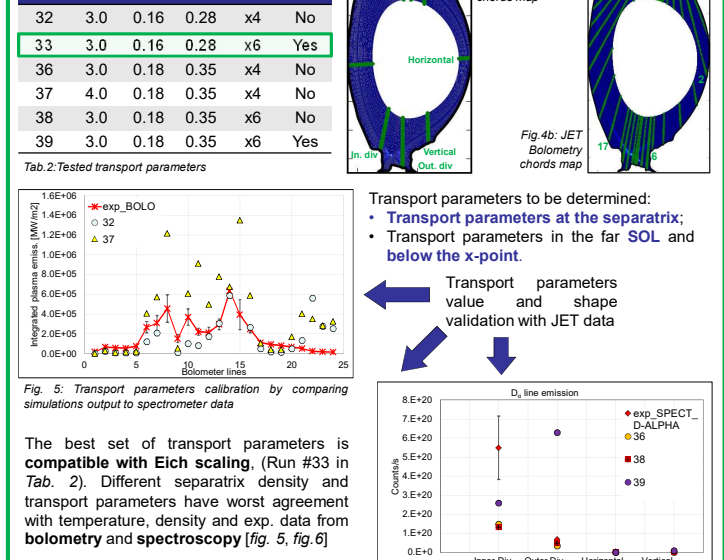 chords map
32 3.0 0.16 0.28 x4 No
33 3.0 0.16 0.28 x6 Yes
36 3.0 0.18 0.35 x4 No
37 4.0 0.18 0.35 x4 No
38 3.0 0.18 0.35 x6 No
39 3.0 0.18 0.35 x6 Yes
Tab.2:Tested transport parameters
Horizontal
In. div
Vertical
Out. div
Fig.4b: JET
Bolometry
chords map
2
17
6
Transport parameters to be determined:
• Transport parameters at the separatrix;
• Transport parameters in the far SOL and
below the x-point.
Transport parameters
value and shape
validation with JET data
Integrated plasma emiss. [MW/m2]
1.6E+06
1.4E+06
1.2E+06
1.0E+06
8.0E+05
6.0E+05
4.0E+05
2.0E+05
0.0E+00
exp_BOLO
32
37
0 5 10 15 20 25
Bolometer lines
Fig. 5: Transport parameters calibration by comparing
simulations output to spectrometer data
The best set of transport parameters is
compatible with Eich scaling, (Run #33 in
Tab. 2). Different separatrix density and
transport parameters have worst agreement
with temperature, density and exp. data from
bolometry and spectroscopy [fig. 5, fig.6]
Dα line emission
Counts/s
8.E+20
7.E+20
6.E+20
5.E+20
4.E+20
3.E+20
2.E+20
1.E+20
0.E+0
exp_SPECT_
D-ALPHA
36
38
39
Inner Div Outer Div Horizontal Vertical